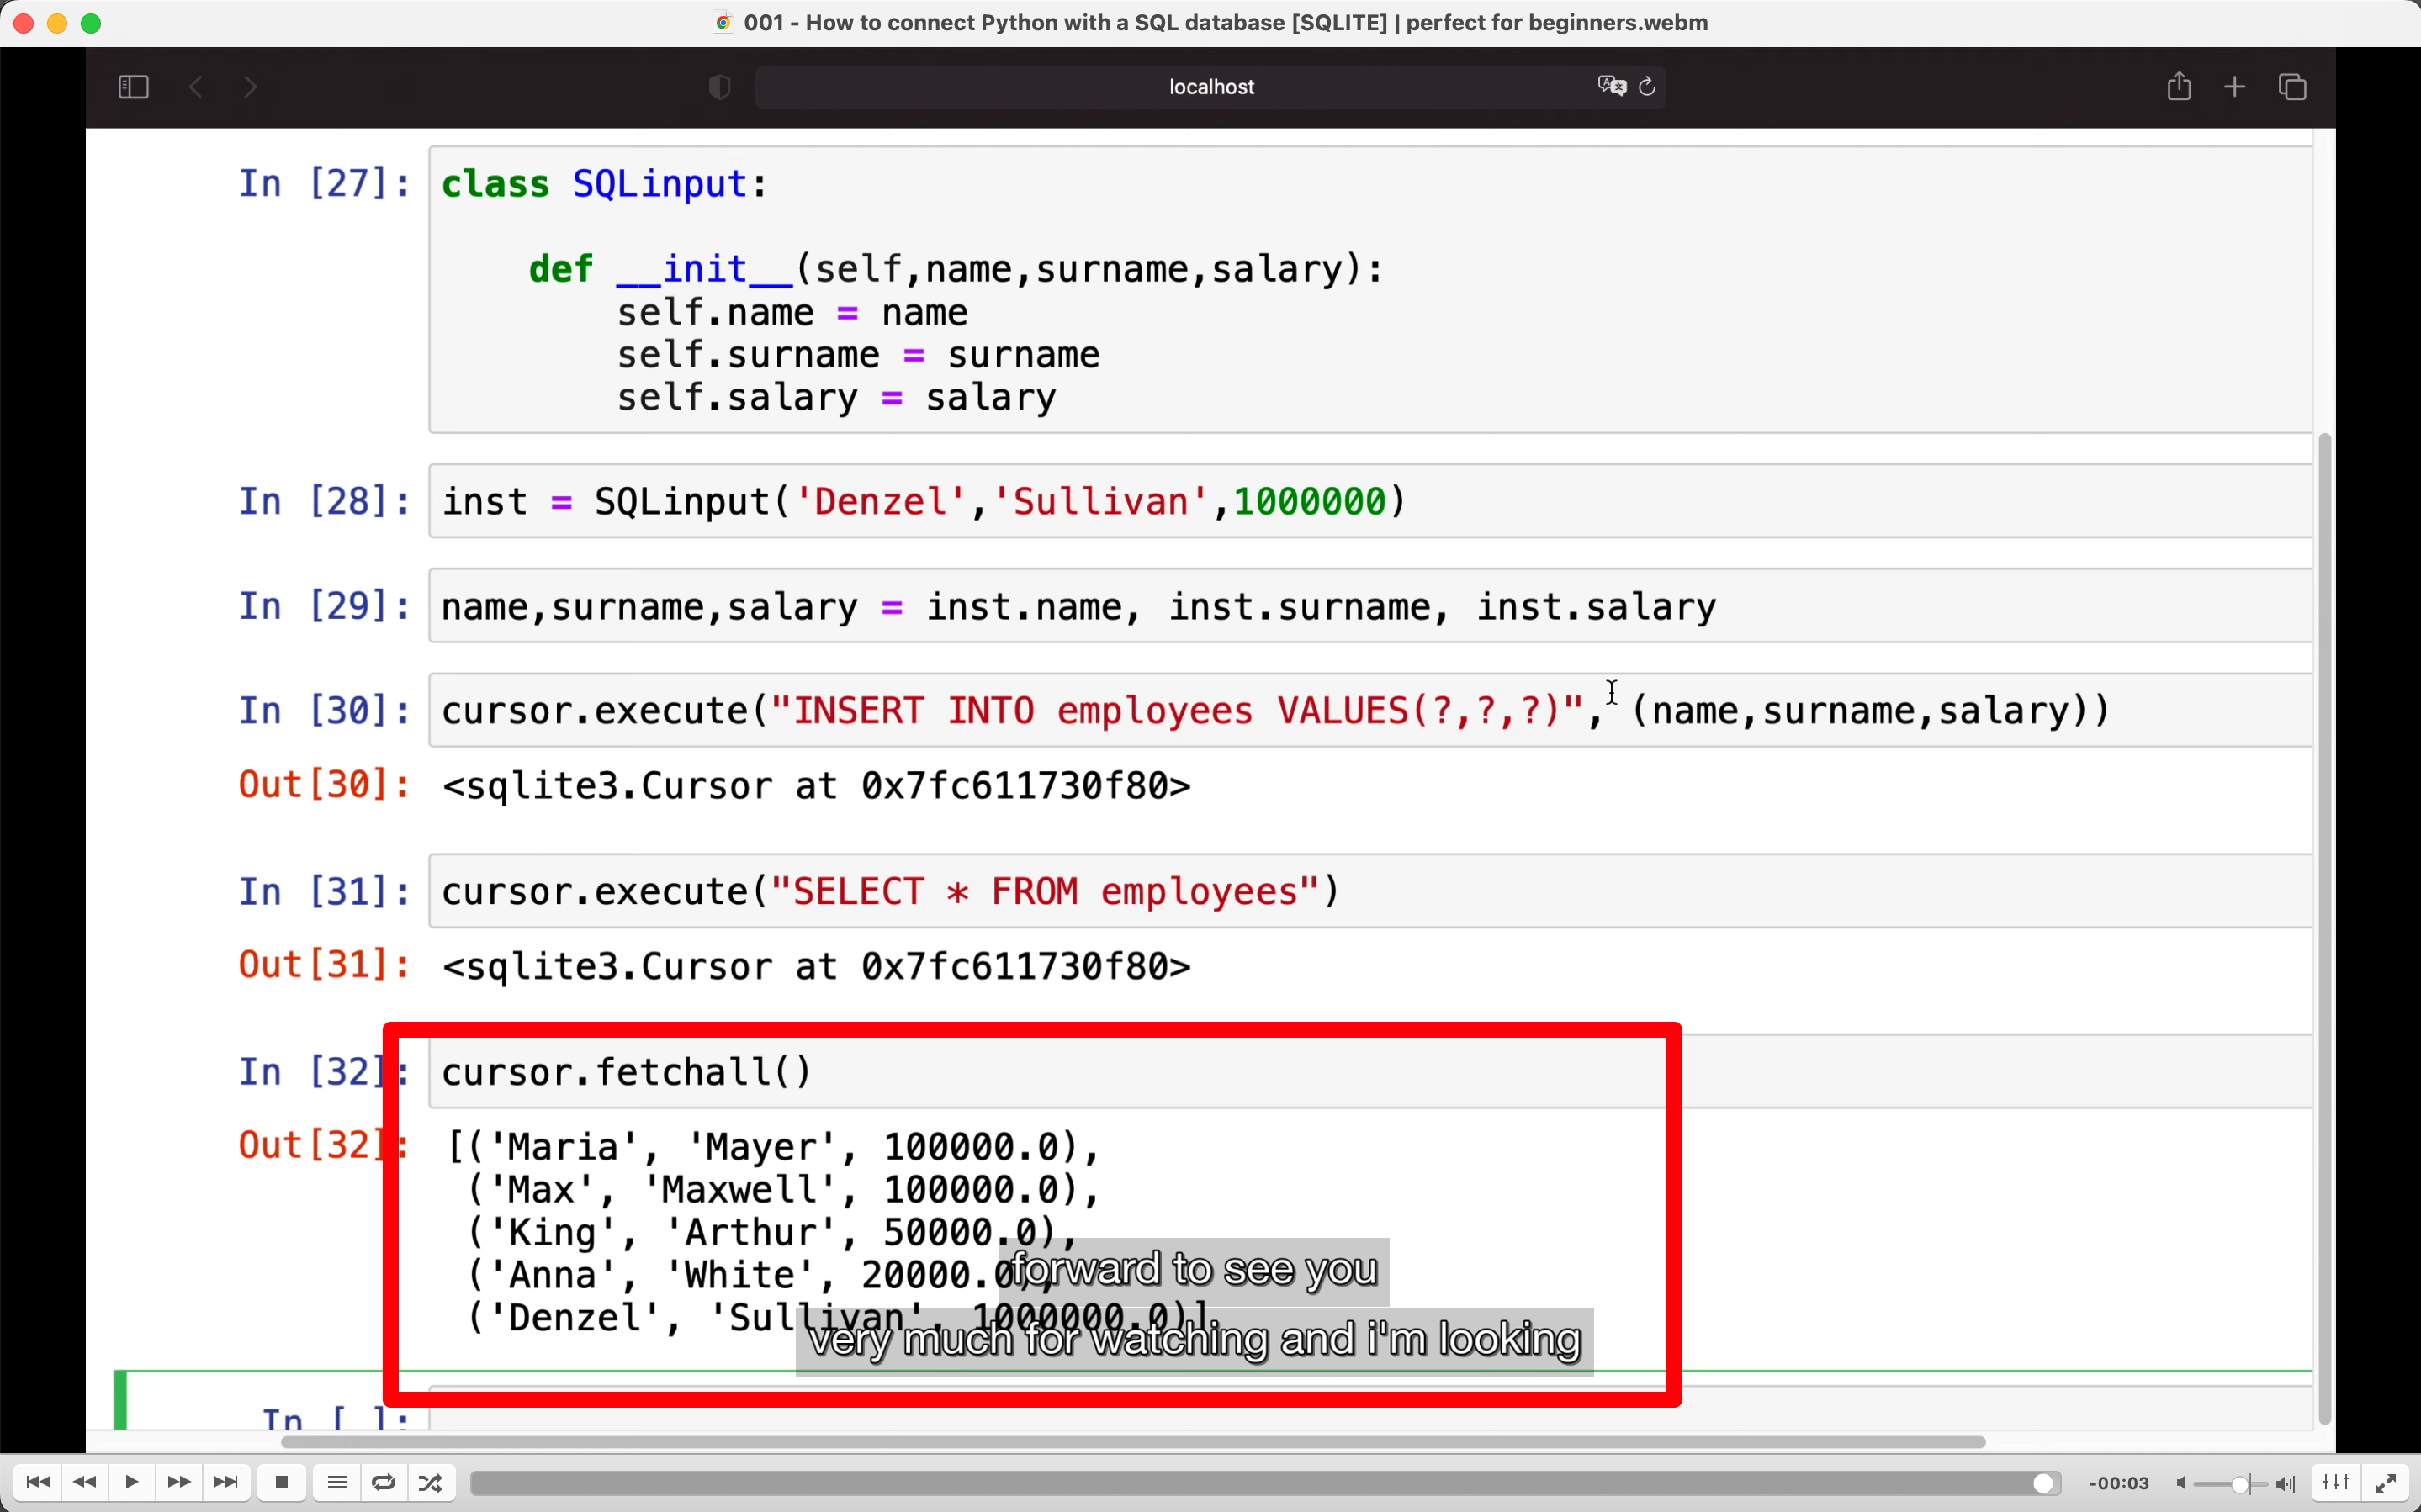 001 - How to connect Python with a SQL database [SQLITE] | perfect for beginners.webm
localhost
In [27]: class SQLinput:
def __init__(self,name,surname,salary):
self.name = name
self.surname = surname
self.salary = salary
In [28]: inst = SQLinput('Denzel','Sullivan',1000000)
In [29]: name,surname,salary = inst.name, inst.surname, inst.salary
In [30]: cursor.execute("INSERT INTO employees VALUES(?,?,?)", (name,surname,salary))
Out[30]: <sqlite3.Cursor at 0x7fc611730f80>
In [31]: cursor.execute("SELECT * FROM employees")
Out[31]: <sqlite3.Cursor at 0x7fc611730f80>
In [32]: cursor.fetchall()
Out[32]: [('Maria', 'Mayer', 100000.0),
('Max', 'Maxwell', 100000.0),
('King', 'Arthur', 50000.0),
('Anna', 'White', 20000.0),
('Denzel', 'Sullivan', 1000000.0)]
forward to see you
very much for watching and i'm looking
In [ ]:
-00:03